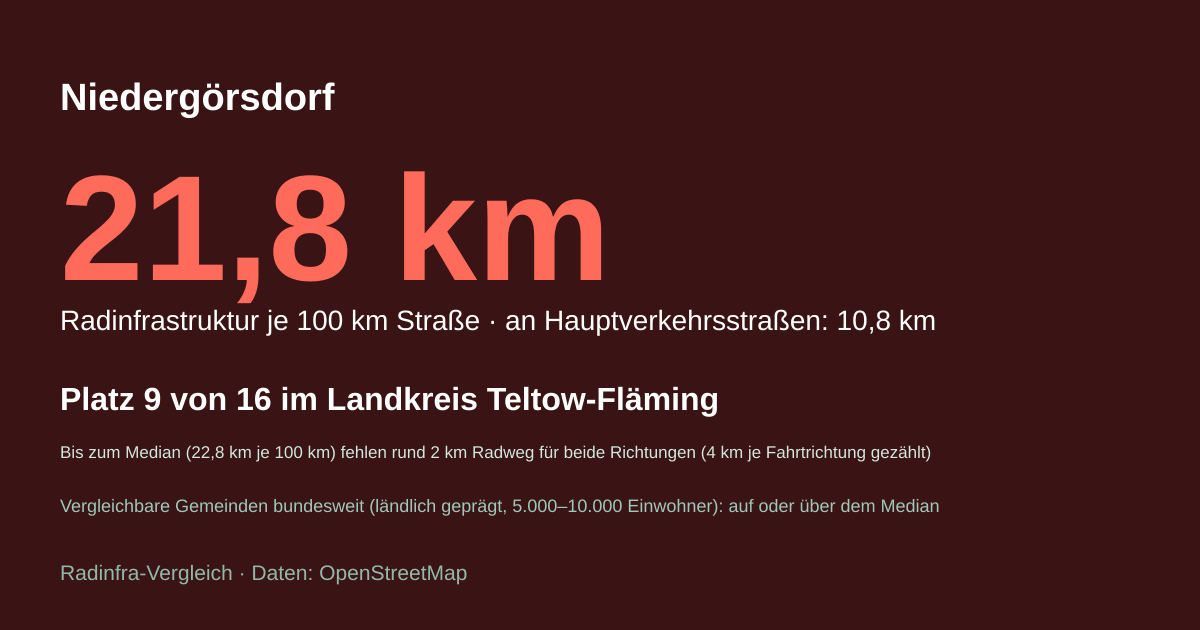 Niedergörsdorf
21,8 km
Radinfrastruktur je 100 km Straße · an Hauptverkehrsstraßen: 10,8 km
Platz 9 von 16 im Landkreis Teltow-Fläming
Bis zum Median (22,8 km je 100 km) fehlen rund 2 km Radweg für beide Richtungen (4 km je Fahrtrichtung gezählt)
Vergleichbare Gemeinden bundesweit (ländlich geprägt, 5.000–10.000 Einwohner): auf oder über dem Median
Radinfra-Vergleich · Daten: OpenStreetMap